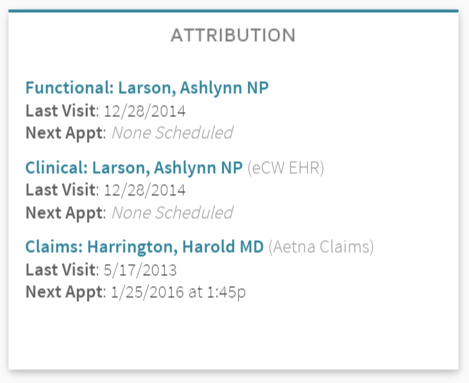 ATTRIBUTION
Functional: Larson, Ashlynn NP
Last Visit: 12/28/2014
Next Appt: None Scheduled
Clinical: Larson, Ashlynn NP (eCW EHR)
Last Visit: 12/28/2014
Next Appt: None Scheduled
Claims: Harrington, Harold MD (Aetna Claims)
Last Visit: 5/17/2013
Next Appt: 1/25/2016 at 1:45p